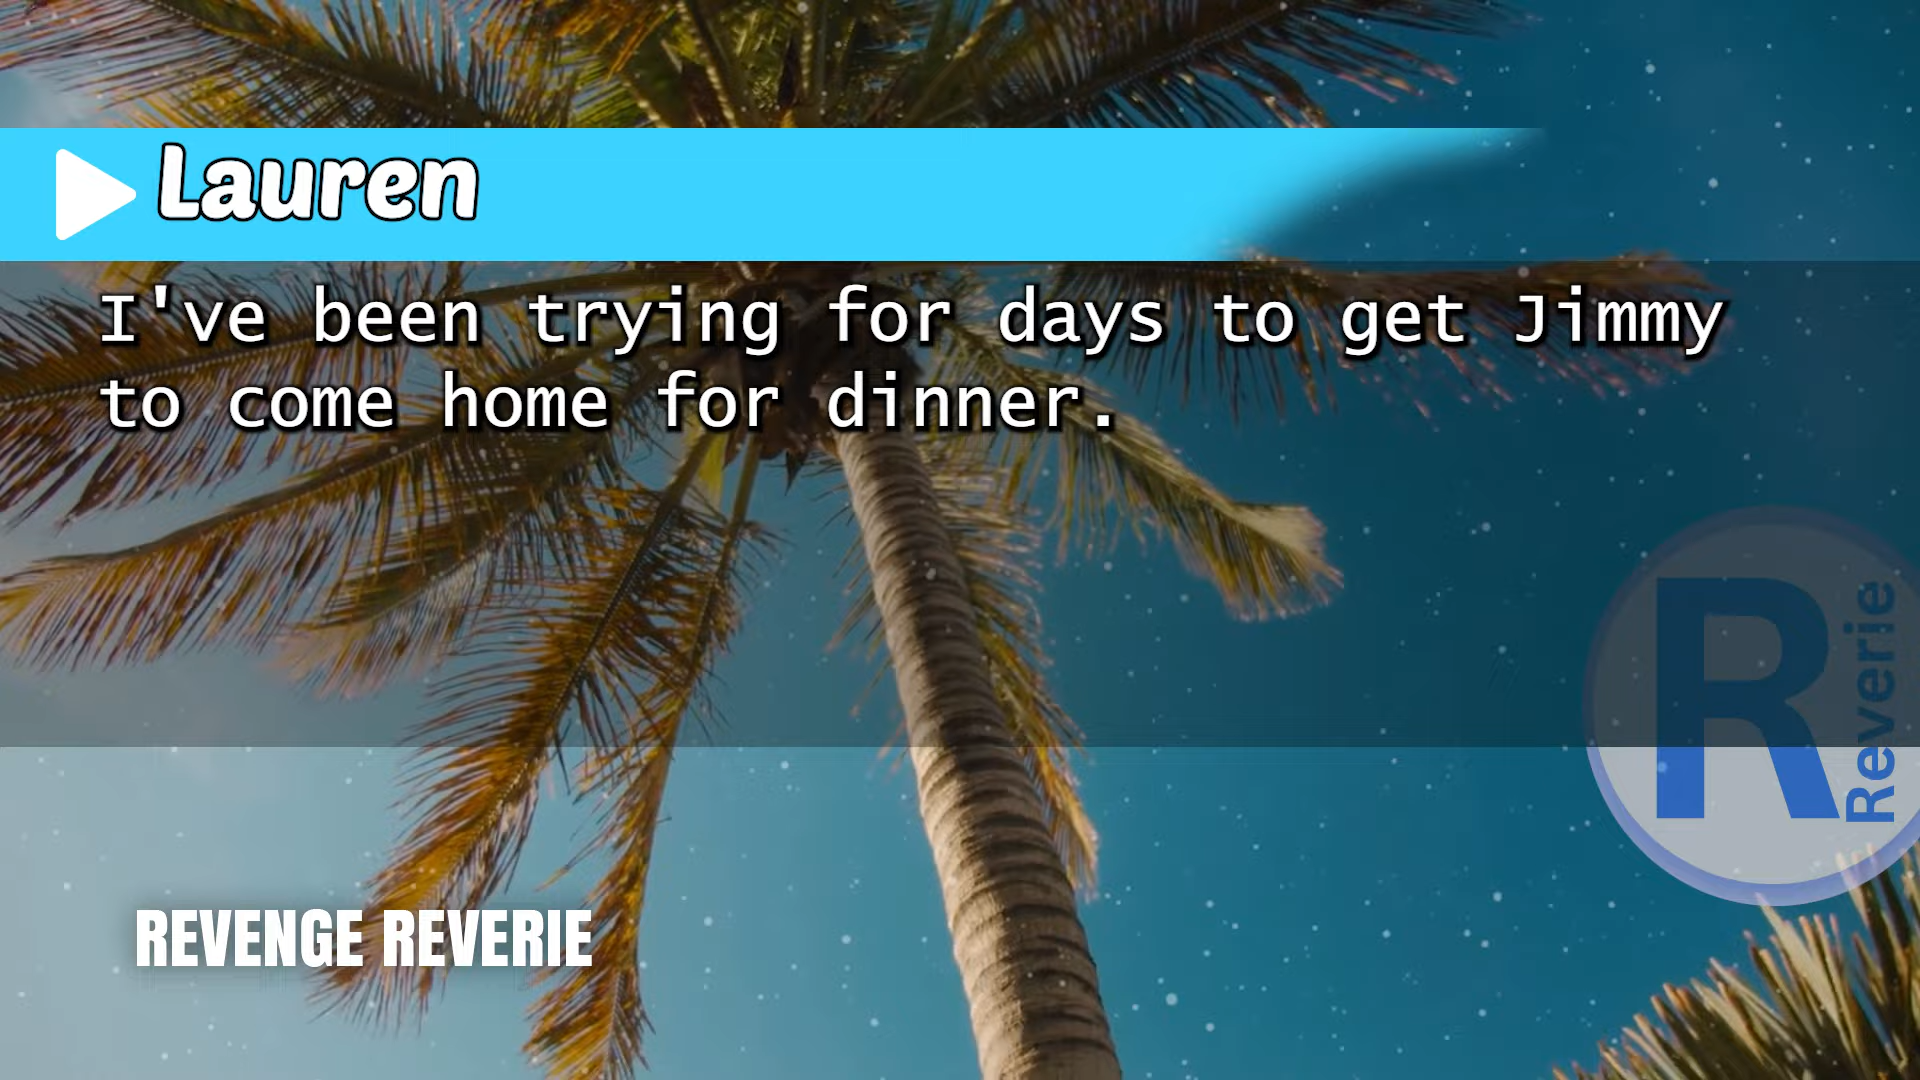 Lauren
I've been trying for days to get Jimmy
to come home for dinner.
R
Reverie
REVENGE REVERIE